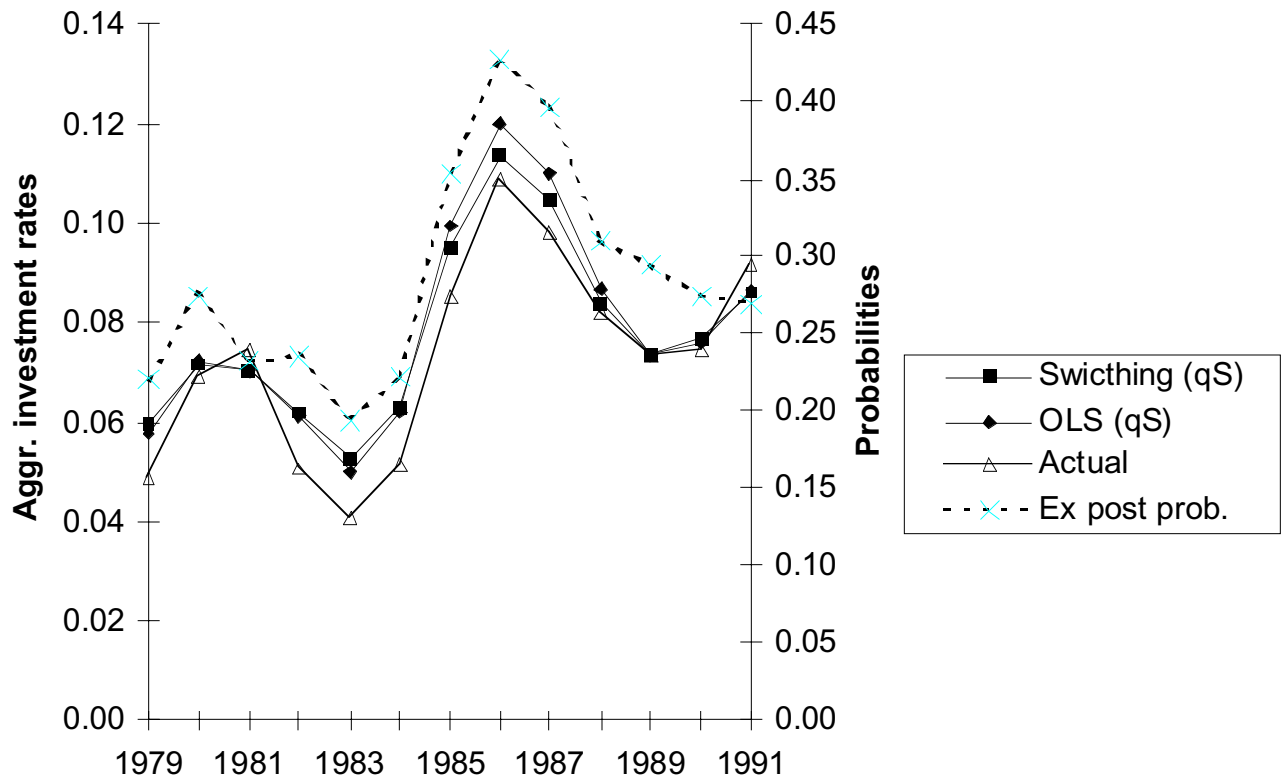 0.14
0.12
0.10
0.08
0.06
0.04
0.02
0.00
Aggr. investment rates
0.45
0.40
0.35
0.30
0.25
0.20
0.15
0.10
0.05
0.00
Probabilities
1979 1981 1983 1985 1987 1989 1991
Swicthing (qS)
OLS (qS)
Actual
Ex post prob.